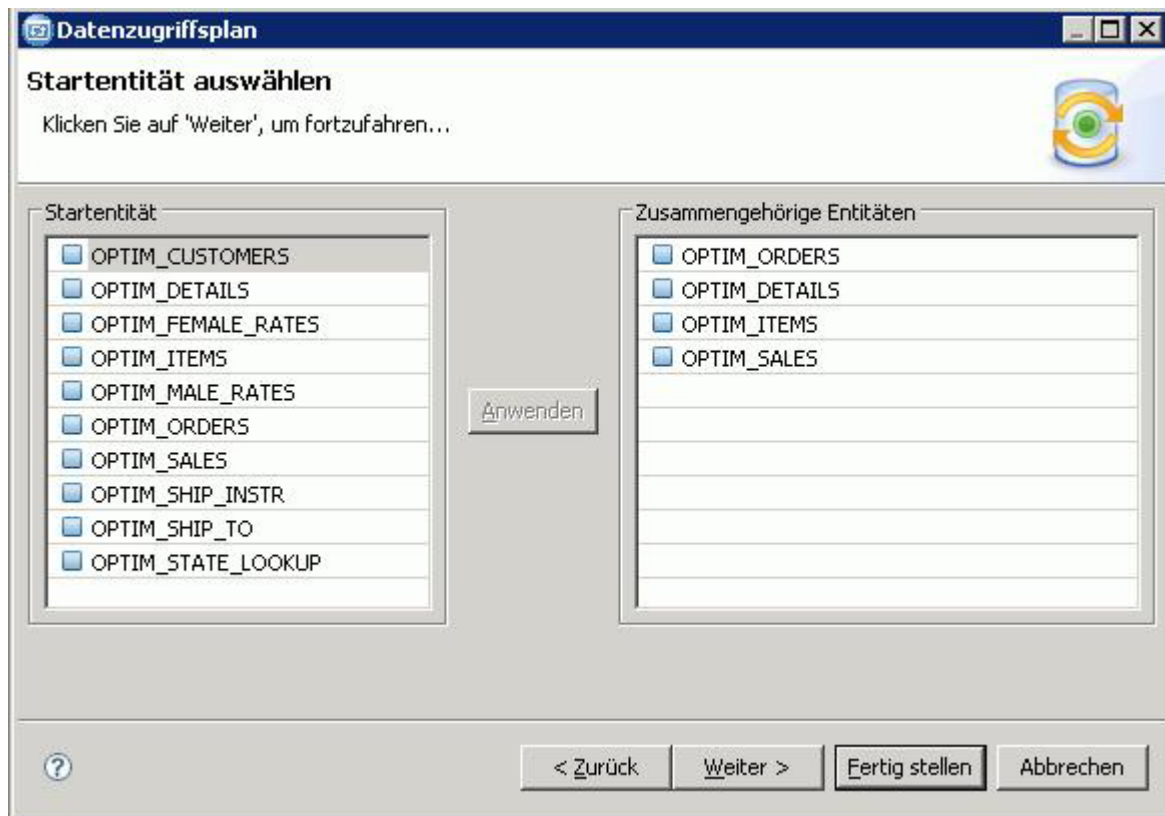 Datenzugriffsplan
Startentität auswählen
Klicken Sie auf 'Weiter', um fortzufahren...
Startentität
OPTIM_CUSTOMERS
OPTIM_DETAILS
OPTIM_FEMALE_RATES
OPTIM_ITEMS
OPTIM_MALE_RATES
OPTIM_ORDERS
OPTIM_SALES
OPTIM_SHIP_INSTR
OPTIM_SHIP_TO
OPTIM_STATE_LOOKUP
Anwenden
Zusammengehörige Entitäten
OPTIM_ORDERS
OPTIM_DETAILS
OPTIM_ITEMS
OPTIM_SALES
?
< Zurück
Weiter >
Fertig stellen
Abbrechen